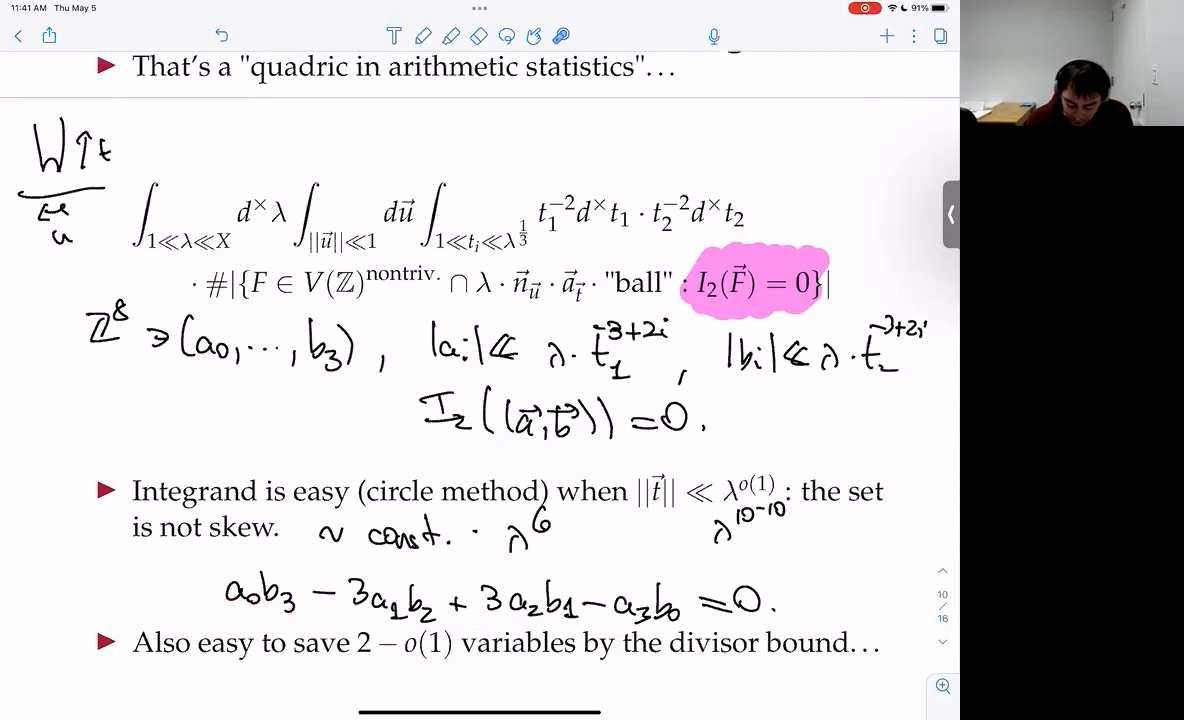 11:41 AM Thu May 5
91%
▶ That's a "quadric in arithmetic statistics"…
W↑t
u
∫_{1≪λ≪X} d^×λ ∫_{||u⃗||≪1} du⃗ ∫_{1≪t_i≪λ^{1/3}} t_1^{-2}d^×t_1 · t_2^{-2}d^×t_2
· #|{F ∈ V(ℤ)^{nontriv.} ∩ λ · n⃗_{u⃗} · a⃗_{t⃗} · "ball" : I_2(F⃗) = 0}|
ℤ^8 ∋ (a_0, ..., b_3), |a_i| ≪ λ · t_1^{-3+2i}, |b_i| ≪ λ · t_2^{-3+2i}
I_2((a⃗,b⃗)) = 0.
▶ Integrand is easy (circle method) when ||t⃗|| ≪ λ^{o(1)}: the set
is not skew. ~ const. · λ^6 λ^{10^{-10}}
a_0b_3 − 3a_1b_2 + 3a_2b_1 − a_3b_0 = 0.
▶ Also easy to save 2 − o(1) variables by the divisor bound…
10
/
16